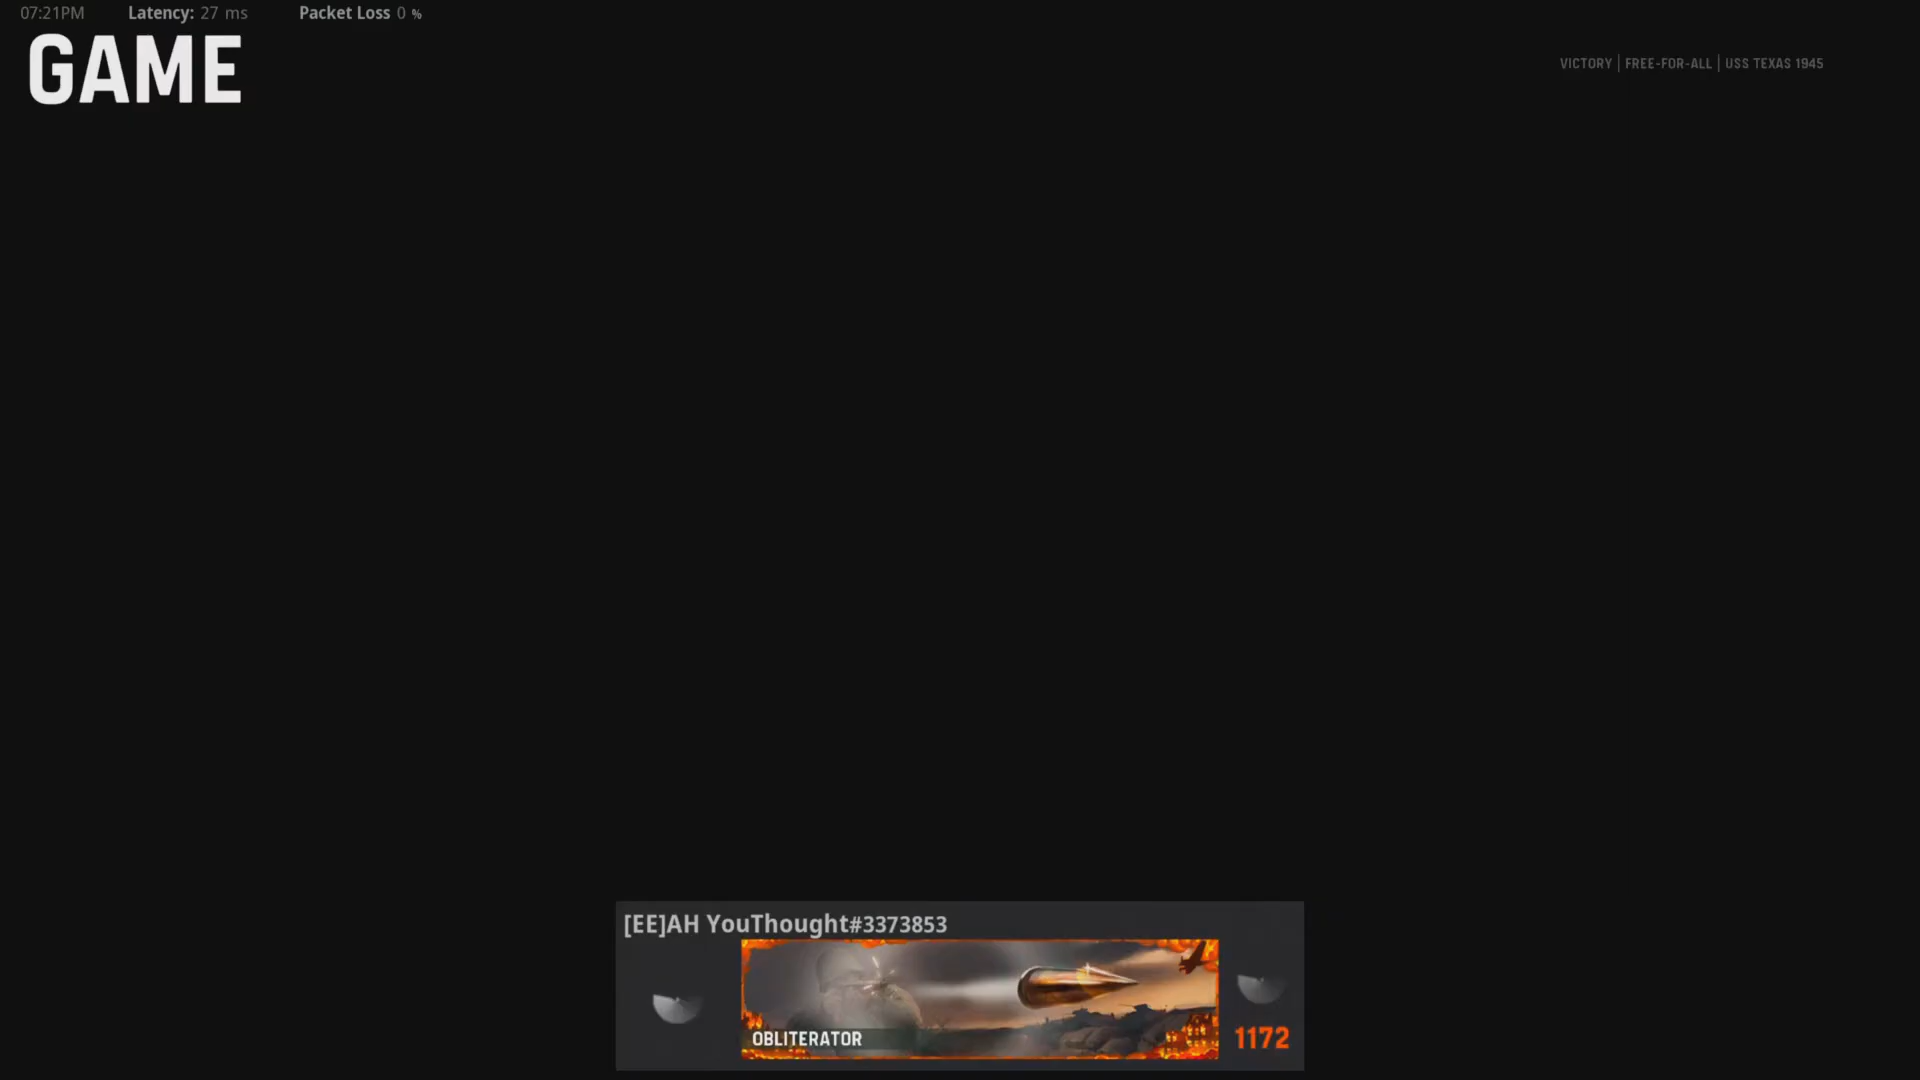 07:21PM Latency: 27 ms Packet Loss 0 %
GAME
VICTORY | FREE-FOR-ALL | USS TEXAS 1945
[EE]AH YouThought#3373853
OBLITERATOR
1172